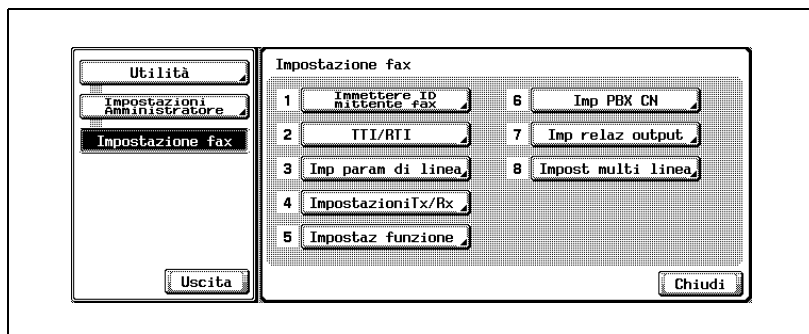 Utilità
Impostazioni
Amministratore
Impostazione fax
Uscita
Impostazione fax
1 Immettere ID
mittente fax
2 TTI/RTI
3 Imp param di linea
4 ImpostazioniTx/Rx
5 Impostaz funzione
6 Imp PBX CN
7 Imp relaz output
8 Impost multi linea
Chiudi